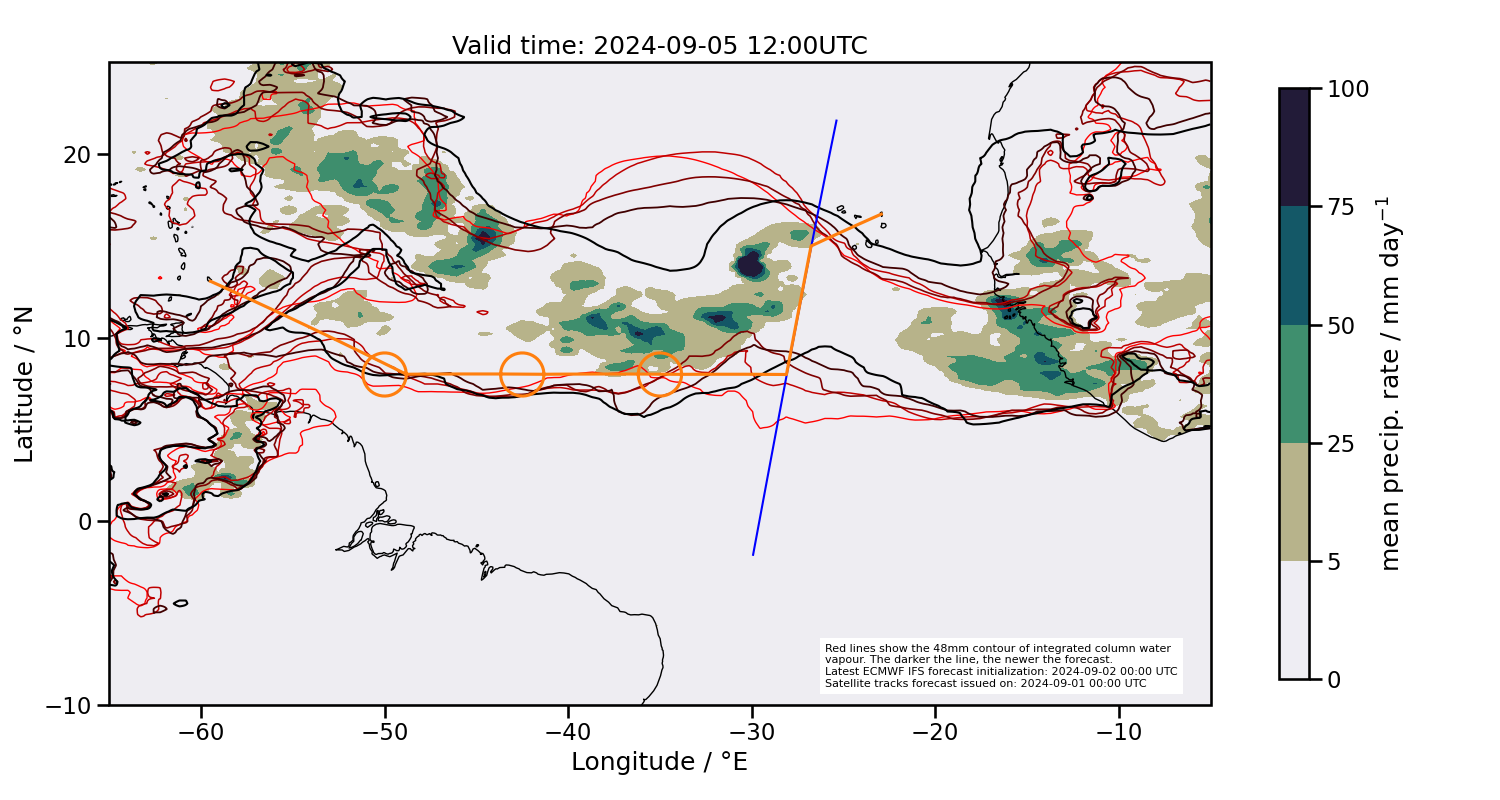 Valid time: 2024-09-05 12:00UTC
Latitude / °N
20
10
0
−10
−60
−50
−40
−30
−20
−10
Longitude / °E
Red lines show the 48mm contour of integrated column water
vapour. The darker the line, the newer the forecast.
Latest ECMWF IFS forecast initialization: 2024-09-02 00:00 UTC
Satellite tracks forecast issued on: 2024-09-01 00:00 UTC
100
75
50
25
5
0
mean precip. rate / mm day⁻¹